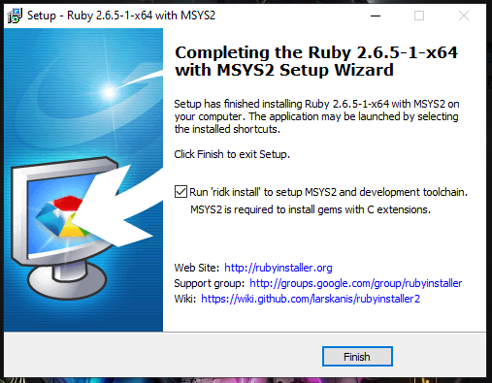 Setup - Ruby 2.6.5-1-x64 with MSYS2
Completing the Ruby 2.6.5-1-x64
with MSYS2 Setup Wizard
Setup has finished installing Ruby 2.6.5-1-x64 with MSYS2 on
your computer. The application may be launched by selecting
the installed shortcuts.
Click Finish to exit Setup.
Run 'ridk install' to setup MSYS2 and development toolchain.
MSYS2 is required to install gems with C extensions.
Web Site: http://rubyinstaller.org
Support group: http://groups.google.com/group/rubyinstaller
Wiki: https://wiki.github.com/larskanis/rubyinstaller2
Finish